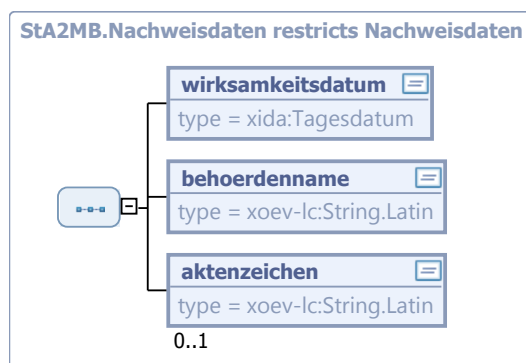 StA2MB.Nachweisdaten restricts Nachweisdaten
wirksamkeitsdatum
type = xida:Tagesdatum
behoerdenname
type = xoev-lc:String.Latin
aktenzeichen
type = xoev-lc:String.Latin
0..1